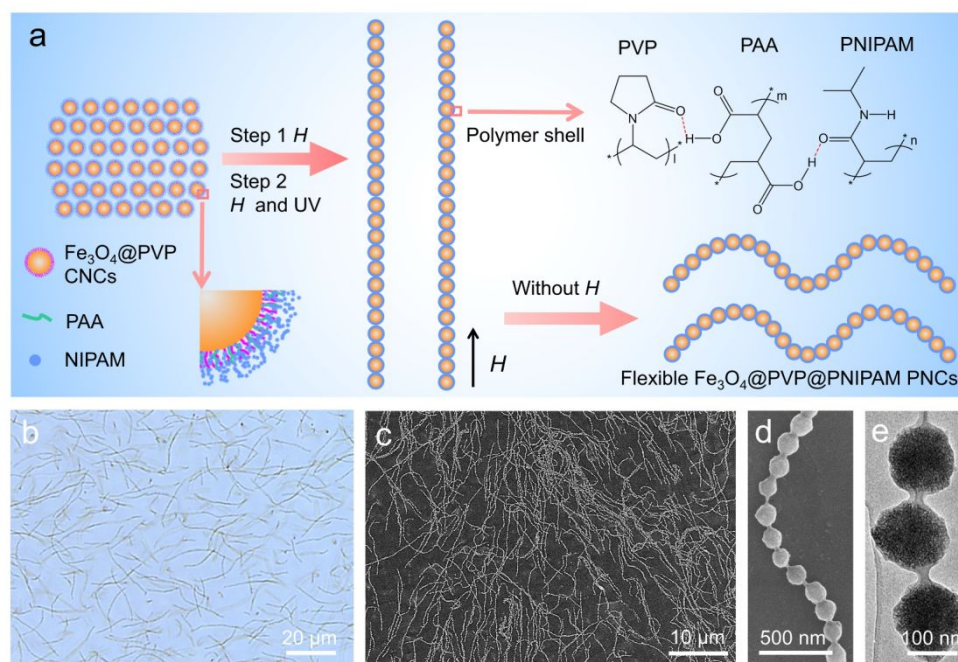 a
PVP
PAA
PNIPAM
N
O
*
*
l
H
O
O
*
m
*
O
H
O
N
H
O
*
n
*
Step 1 H
Step 2
H and UV
Polymer shell
Fe₃O₄@PVP
CNCs
PAA
NIPAM
H
Without H
Flexible Fe₃O₄@PVP@PNIPAM PNCs
b
20 µm
c
10 µm
d
500 nm
e
100 nm